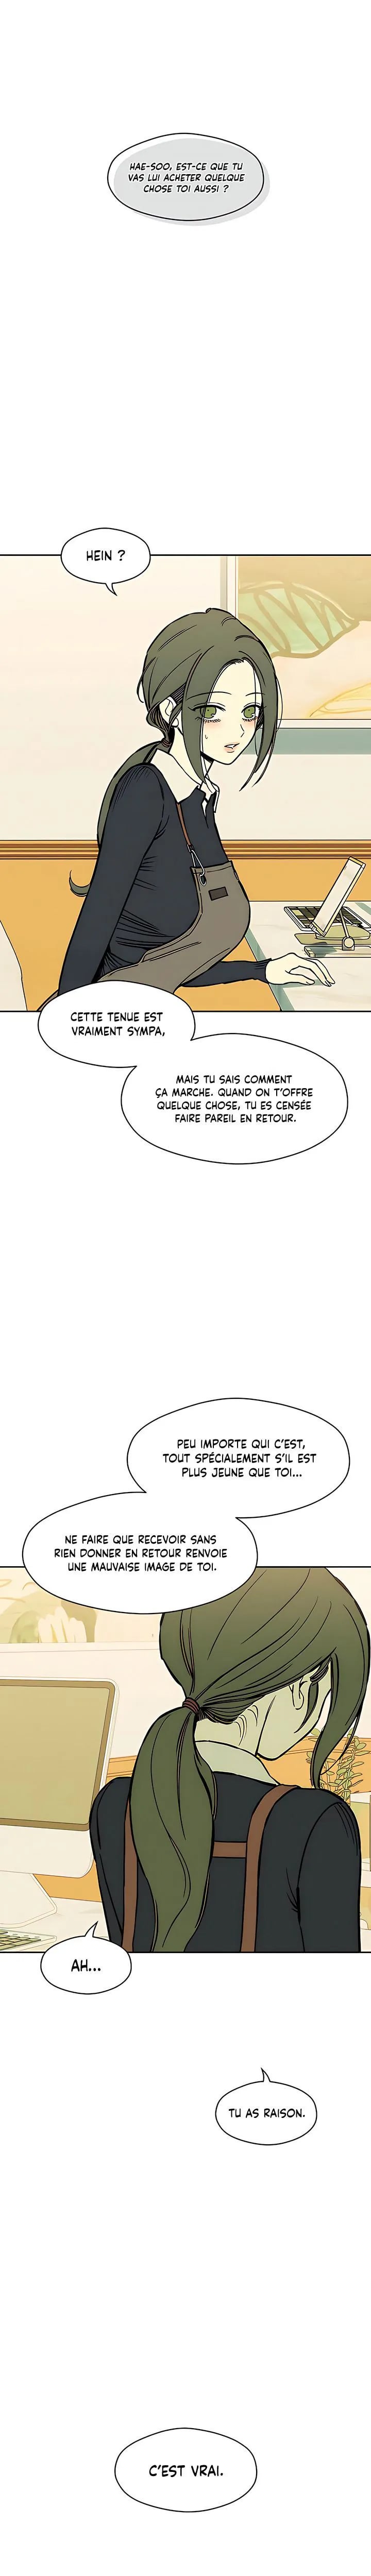 HAE-SOO, EST-CE QUE TU
VAS LUI ACHETER QUELQUE
CHOSE TOI AUSSI ?
HEIN ?
CETTE TENUE EST
VRAIMENT SYMPA,
MAIS TU SAIS COMMENT
ÇA MARCHE. QUAND ON T'OFFRE
QUELQUE CHOSE, TU ES CENSÉE
FAIRE PAREIL EN RETOUR.
PEU IMPORTE QUI C'EST,
TOUT SPÉCIALEMENT S'IL EST
PLUS JEUNE QUE TOI...
NE FAIRE QUE RECEVOIR SANS
RIEN DONNER EN RETOUR RENVOIE
UNE MAUVAISE IMAGE DE TOI.
AH...
TU AS RAISON.
C'EST VRAI.